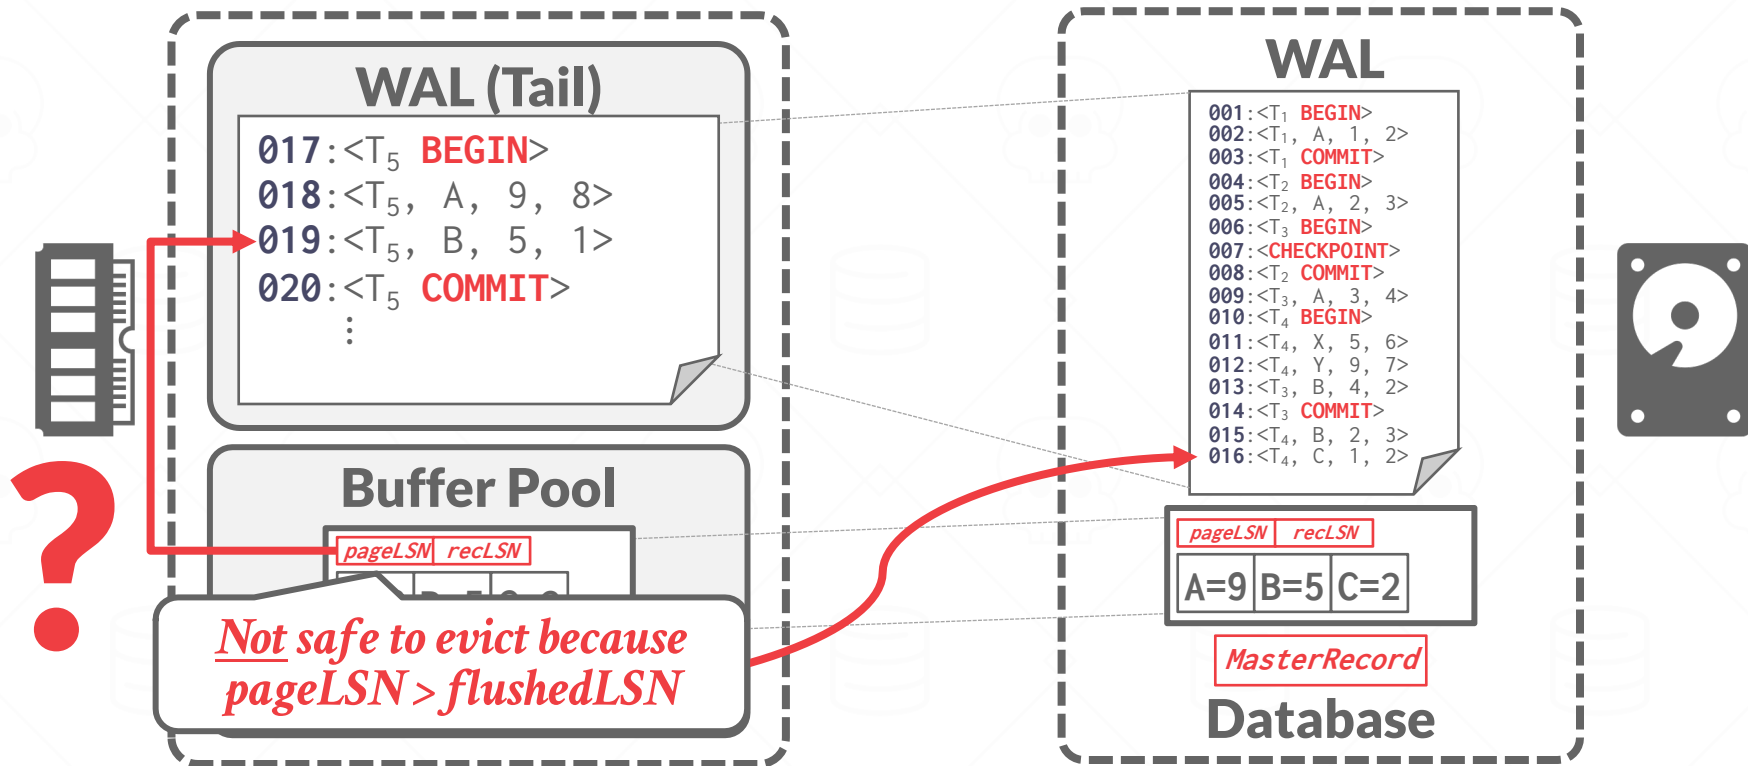 WAL (Tail)
017:<T5 BEGIN>
018:<T5, A, 9, 8>
019:<T5, B, 5, 1>
020:<T5 COMMIT>
⋮
?
Buffer Pool
pageLSN recLSN
Not safe to evict because
pageLSN > flushedLSN
WAL
001:<T1 BEGIN>
002:<T1, A, 1, 2>
003:<T1 COMMIT>
004:<T2 BEGIN>
005:<T2, A, 2, 3>
006:<T3 BEGIN>
007:<CHECKPOINT>
008:<T2 COMMIT>
009:<T3, A, 3, 4>
010:<T4 BEGIN>
011:<T4, X, 5, 6>
012:<T4, Y, 9, 7>
013:<T3, B, 4, 2>
014:<T3 COMMIT>
015:<T4, B, 2, 3>
016:<T4, C, 1, 2>
pageLSN recLSN
A=9 B=5 C=2
MasterRecord
Database